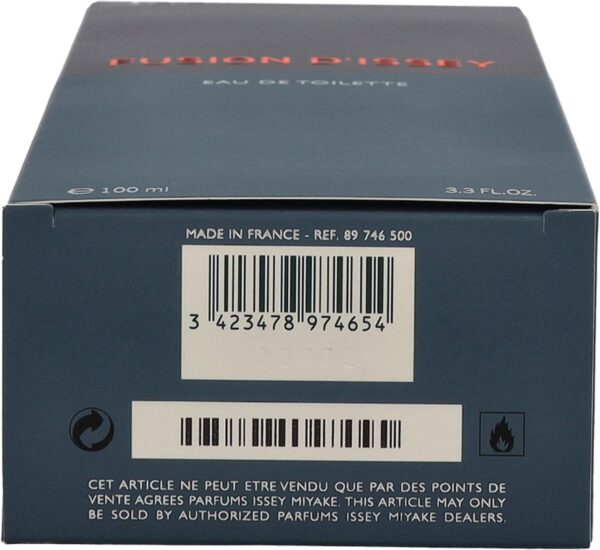 FUSION D'ISSEY
EAU DE TOILETTE
℮ 100 ml 3.3 FL.OZ.
MADE IN FRANCE - REF. 89 746 500
3 423478 974654
CET ARTICLE NE PEUT ETRE VENDU QUE PAR DES POINTS DE
VENTE AGREES PARFUMS ISSEY MIYAKE. THIS ARTICLE MAY ONLY
BE SOLD BY AUTHORIZED PARFUMS ISSEY MIYAKE DEALERS.